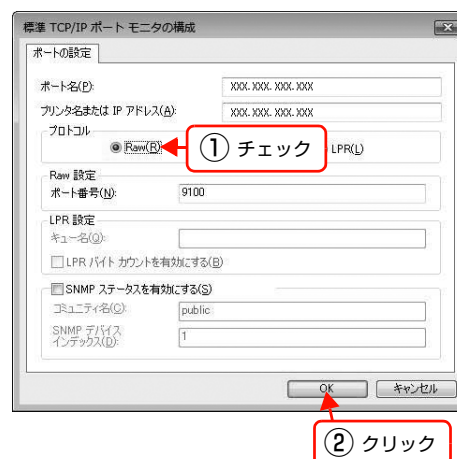 標準 TCP/IP ポート モニタの構成
ポートの設定
ポート名(P): XXX. XXX. XXX. XXX
プリンタ名または IP アドレス(A): XXX. XXX. XXX. XXX
プロトコル
Raw(R) ① チェック LPR(L)
Raw 設定
ポート番号(N): 9100
LPR 設定
キュー名(Q):
LPR バイト カウントを有効にする(B)
SNMP ステータスを有効にする(S)
コミュニティ名(C): public
SNMP デバイス
インデックス(D): 1
OK キャンセル
② クリック